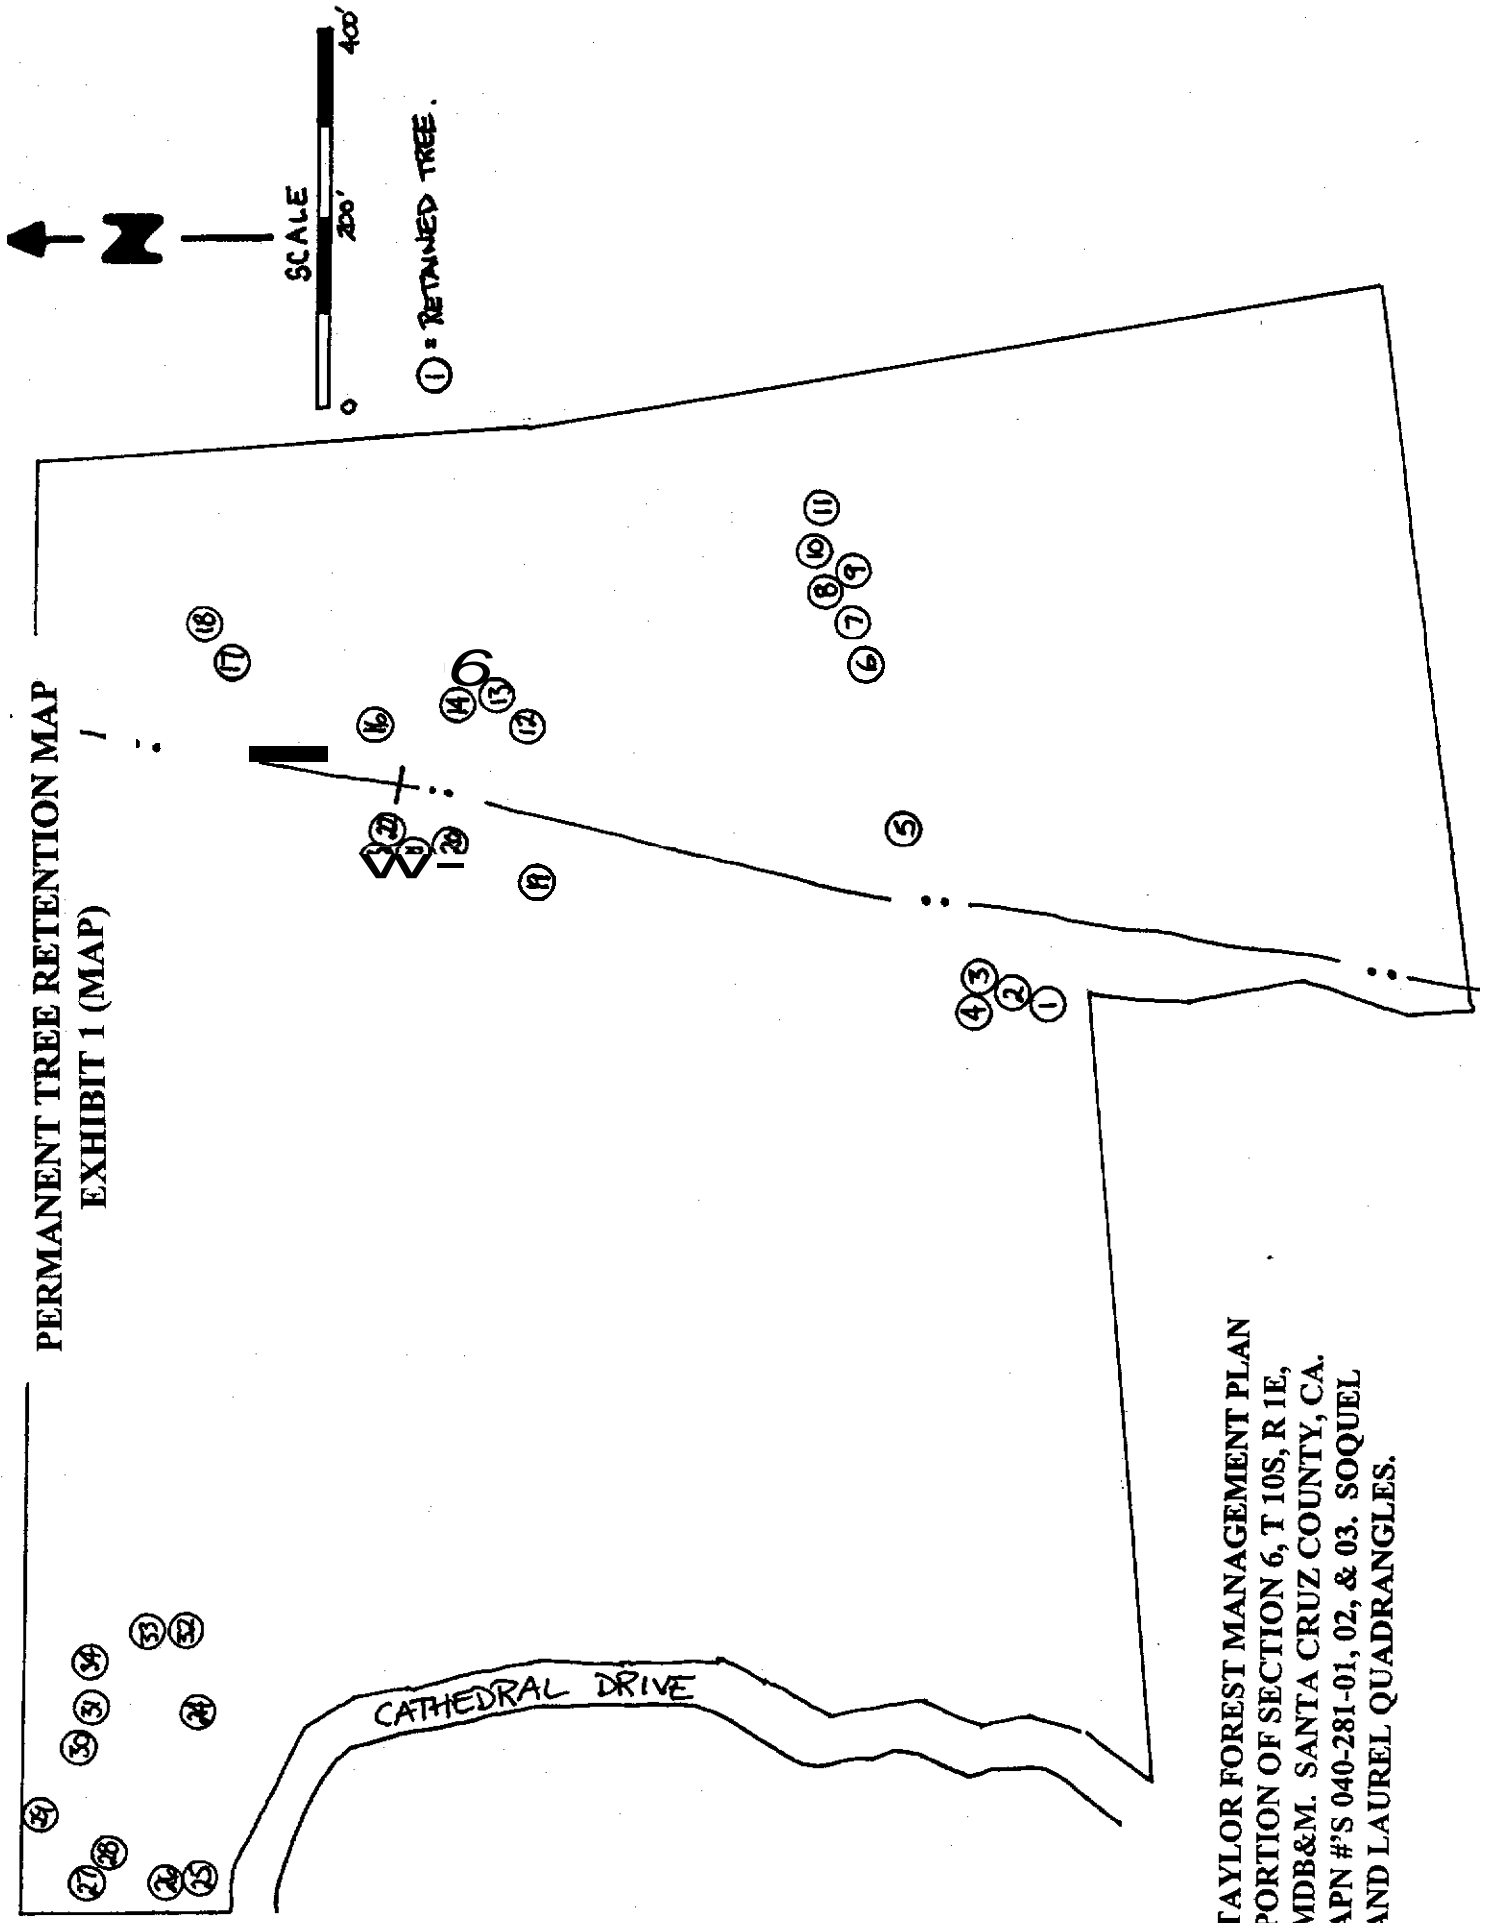 PERMANENT TREE RETENTION MAP
EXHIBIT 1 (MAP)
N
SCALE
0 200' 400'
① = RETAINED TREE.
29
27
28
30
31
34
26
25
24
33
32
18
17
16
22
20
14
6
13
12
19
11
10
9
8
7
6
5
4
3
2
1
CATHEDRAL DRIVE
TAYLOR FOREST MANAGEMENT PLAN
PORTION OF SECTION 6, T 10S, R 1E,
MDB&M. SANTA CRUZ COUNTY, CA.
APN #'S 040-281-01, 02, & 03. SOQUEL
AND LAUREL QUADRANGLES.